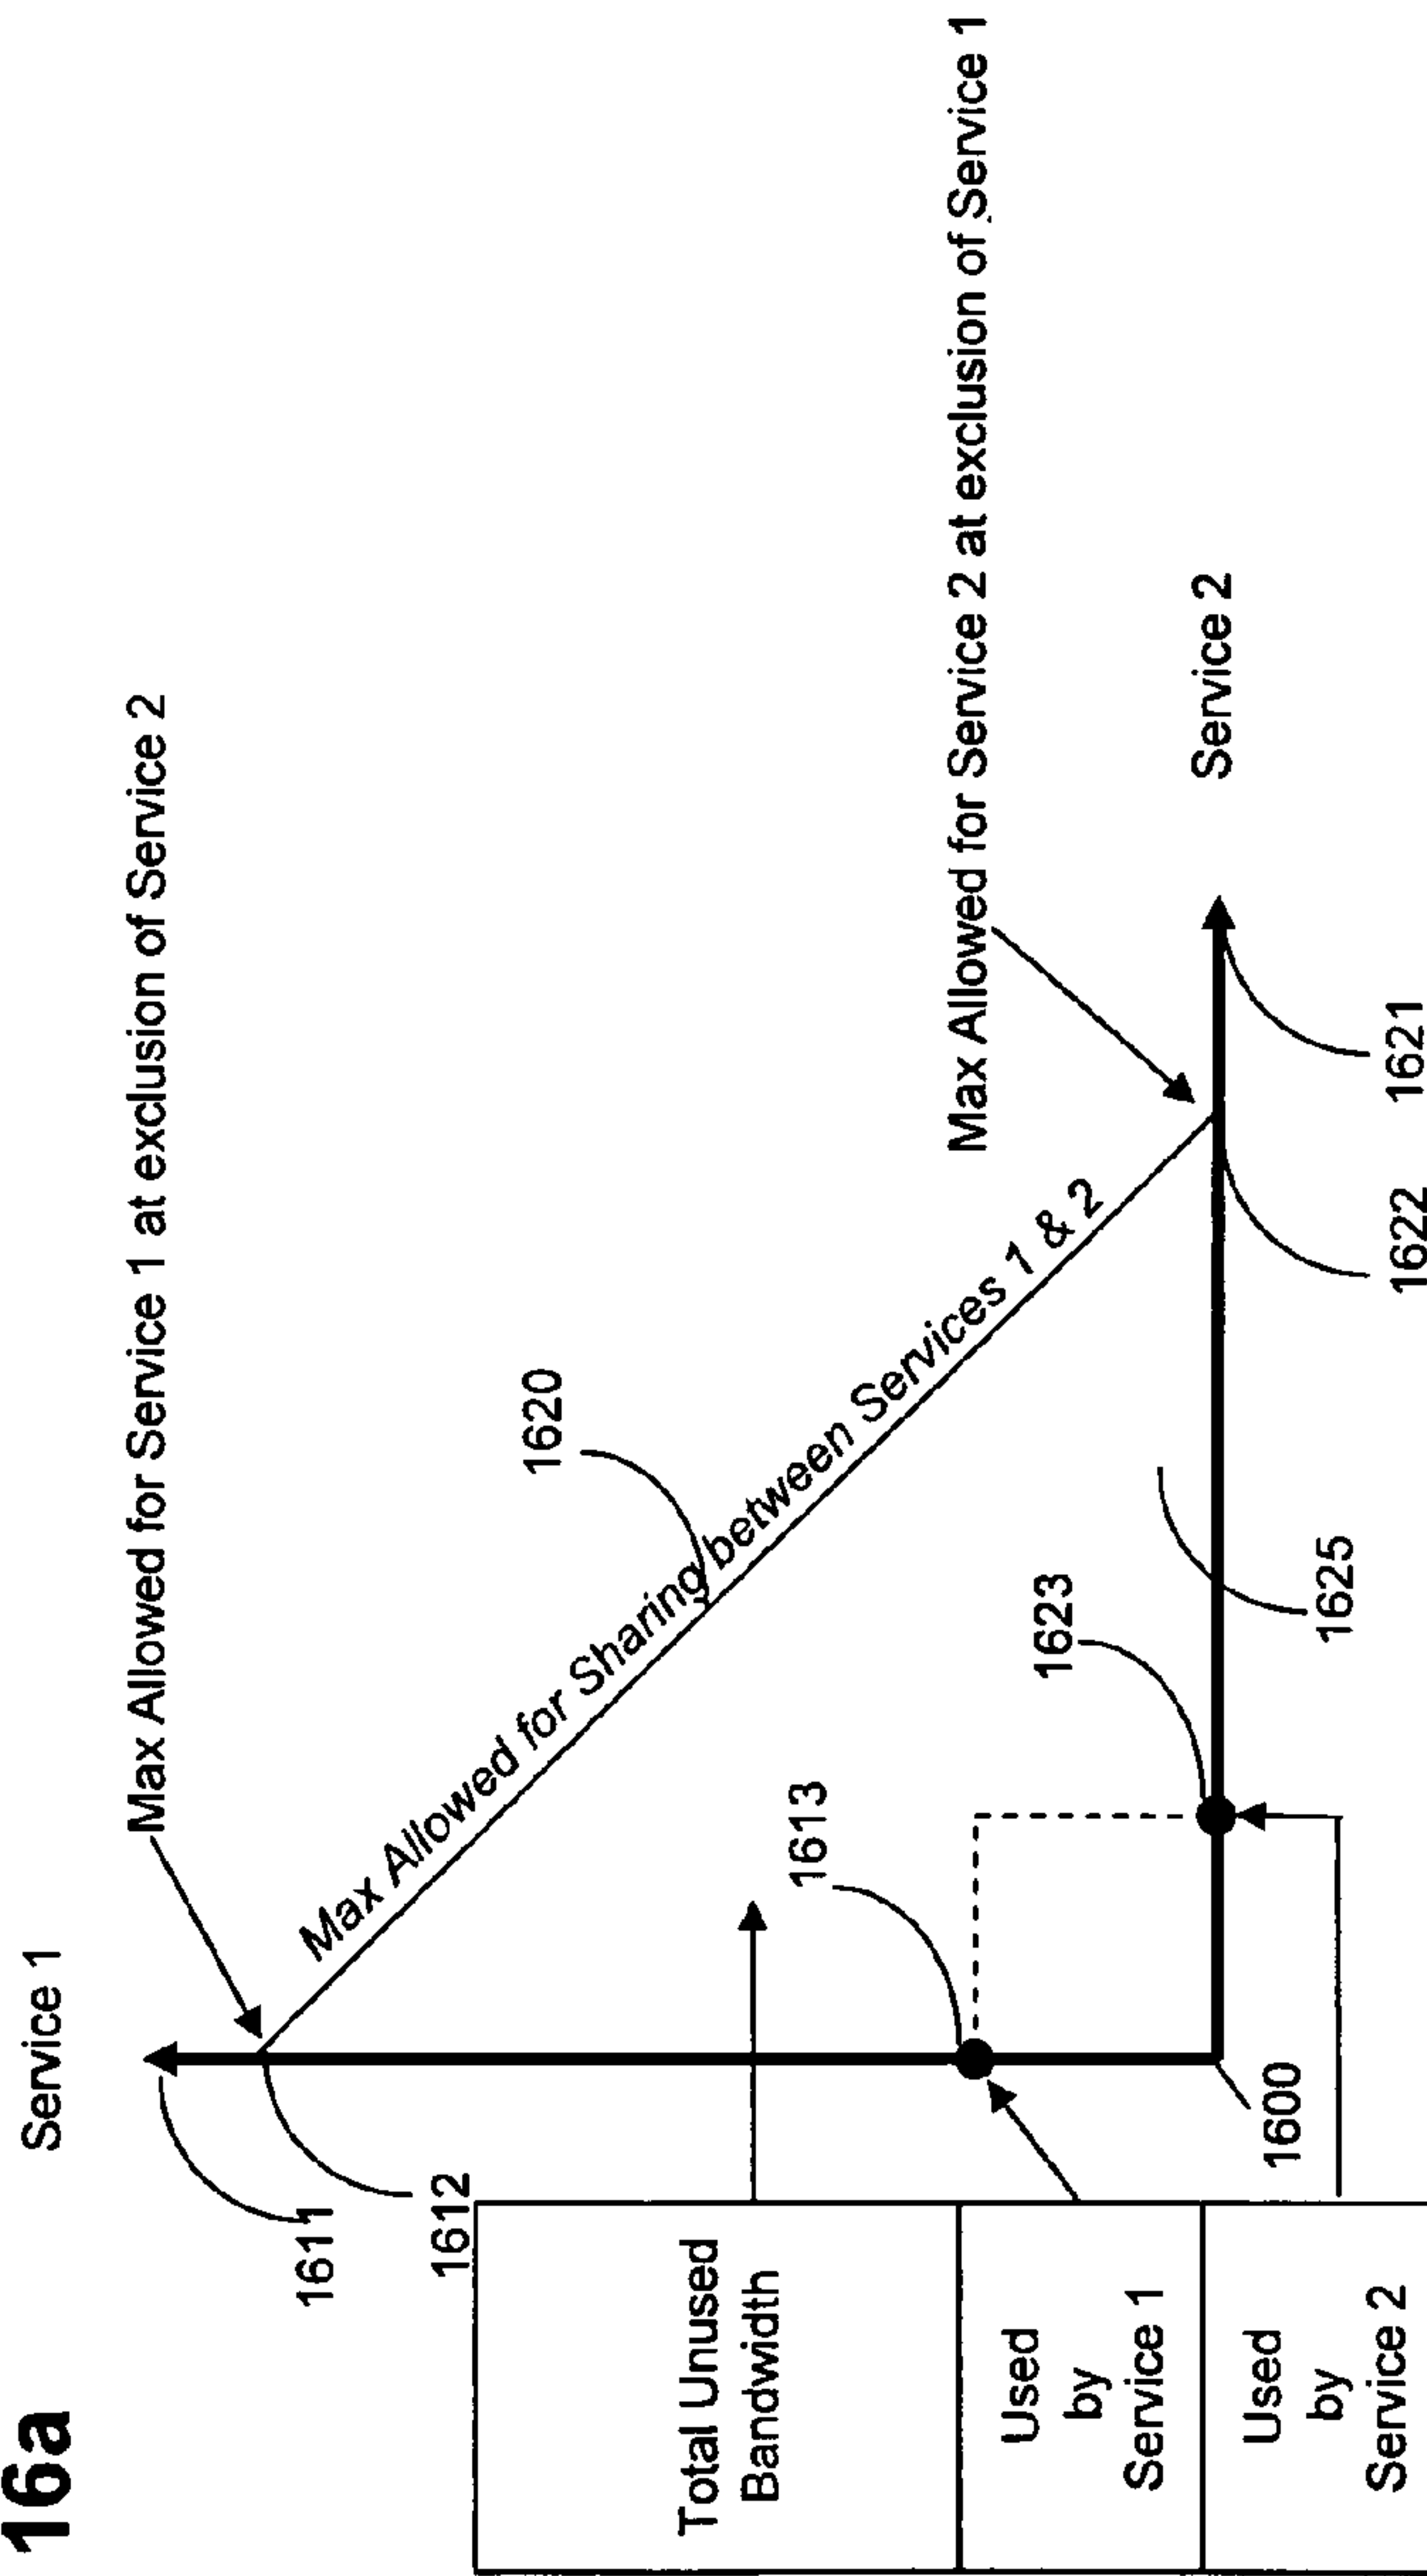 16a
Service 1
Max Allowed for Service 1 at exclusion of Service 2
1611
1612
Max Allowed for Sharing between Services 1 & 2
1620
Total Unused
Bandwidth
1613
Max Allowed for Service 2 at exclusion of Service 1
Used
by
Service 1
1623
Service 2
1600
1625
1622
1621
Used
by
Service 2